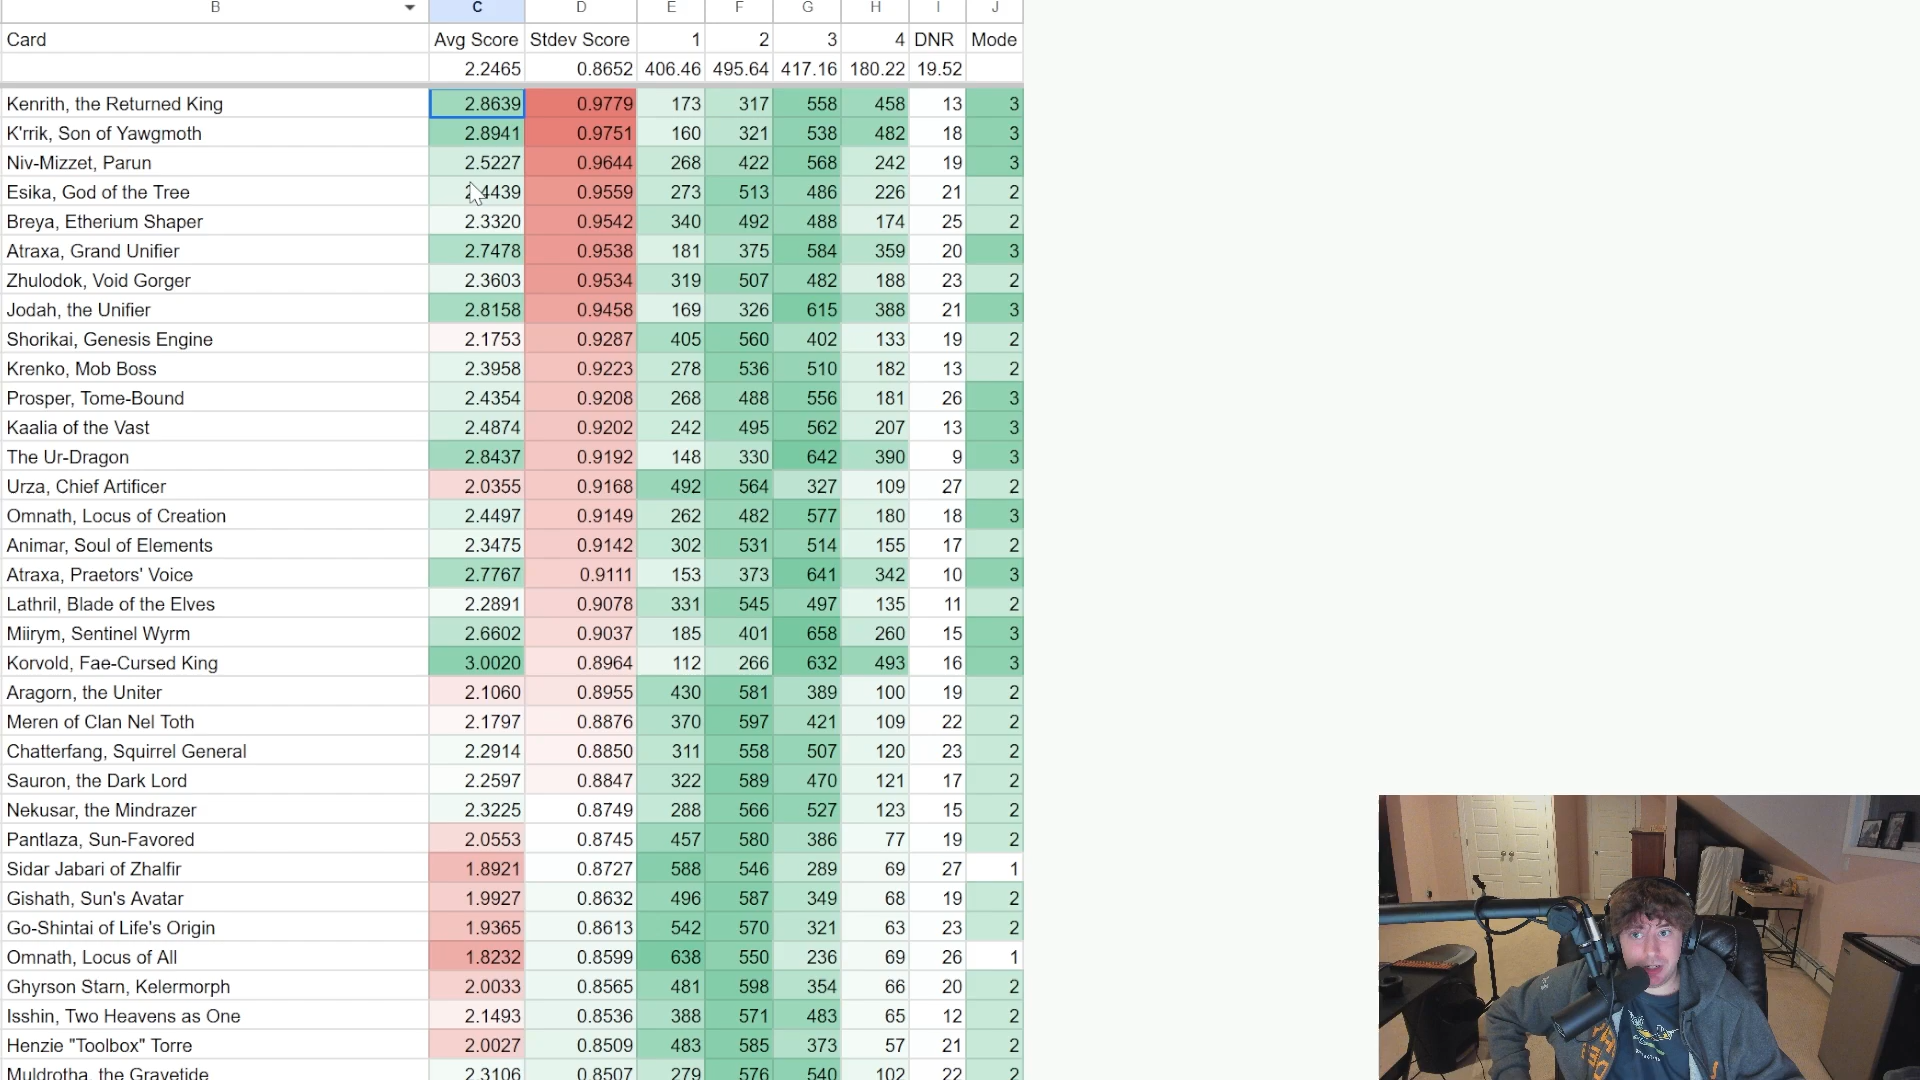 B C D E F G H I J
Card Avg Score Stdev Score 1 2 3 4 DNR Mode
2.2465 0.8652 406.46 495.64 417.16 180.22 19.52
Kenrith, the Returned King 2.8639 0.9779 173 317 558 458 13 3
K'rrik, Son of Yawgmoth 2.8941 0.9751 160 321 538 482 18 3
Niv-Mizzet, Parun 2.5227 0.9644 268 422 568 242 19 3
Esika, God of the Tree 2.4439 0.9559 273 513 486 226 21 2
Breya, Etherium Shaper 2.3320 0.9542 340 492 488 174 25 2
Atraxa, Grand Unifier 2.7478 0.9538 181 375 584 359 20 3
Zhulodok, Void Gorger 2.3603 0.9534 319 507 482 188 23 2
Jodah, the Unifier 2.8158 0.9458 169 326 615 388 21 3
Shorikai, Genesis Engine 2.1753 0.9287 405 560 402 133 19 2
Krenko, Mob Boss 2.3958 0.9223 278 536 510 182 13 2
Prosper, Tome-Bound 2.4354 0.9208 268 488 556 181 26 3
Kaalia of the Vast 2.4874 0.9202 242 495 562 207 13 3
The Ur-Dragon 2.8437 0.9192 148 330 642 390 9 3
Urza, Chief Artificer 2.0355 0.9168 492 564 327 109 27 2
Omnath, Locus of Creation 2.4497 0.9149 262 482 577 180 18 3
Animar, Soul of Elements 2.3475 0.9142 302 531 514 155 17 2
Atraxa, Praetors' Voice 2.7767 0.9111 153 373 641 342 10 3
Lathril, Blade of the Elves 2.2891 0.9078 331 545 497 135 11 2
Miirym, Sentinel Wyrm 2.6602 0.9037 185 401 658 260 15 3
Korvold, Fae-Cursed King 3.0020 0.8964 112 266 632 493 16 3
Aragorn, the Uniter 2.1060 0.8955 430 581 389 100 19 2
Meren of Clan Nel Toth 2.1797 0.8876 370 597 421 109 22 2
Chatterfang, Squirrel General 2.2914 0.8850 311 558 507 120 23 2
Sauron, the Dark Lord 2.2597 0.8847 322 589 470 121 17 2
Nekusar, the Mindrazer 2.3225 0.8749 288 566 527 123 15 2
Pantlaza, Sun-Favored 2.0553 0.8745 457 580 386 77 19 2
Sidar Jabari of Zhalfir 1.8921 0.8727 588 546 289 69 27 1
Gishath, Sun's Avatar 1.9927 0.8632 496 587 349 68 19 2
Go-Shintai of Life's Origin 1.9365 0.8613 542 570 321 63 23 2
Omnath, Locus of All 1.8232 0.8599 638 550 236 69 26 1
Ghyrson Starn, Kelermorph 2.0033 0.8565 481 598 354 66 20 2
Isshin, Two Heavens as One 2.1493 0.8536 388 571 483 65 12 2
Henzie "Toolbox" Torre 2.0027 0.8509 483 585 373 57 21 2
Muldrotha, the Gravetide 2.3106 0.8507 279 576 540 102 22 2